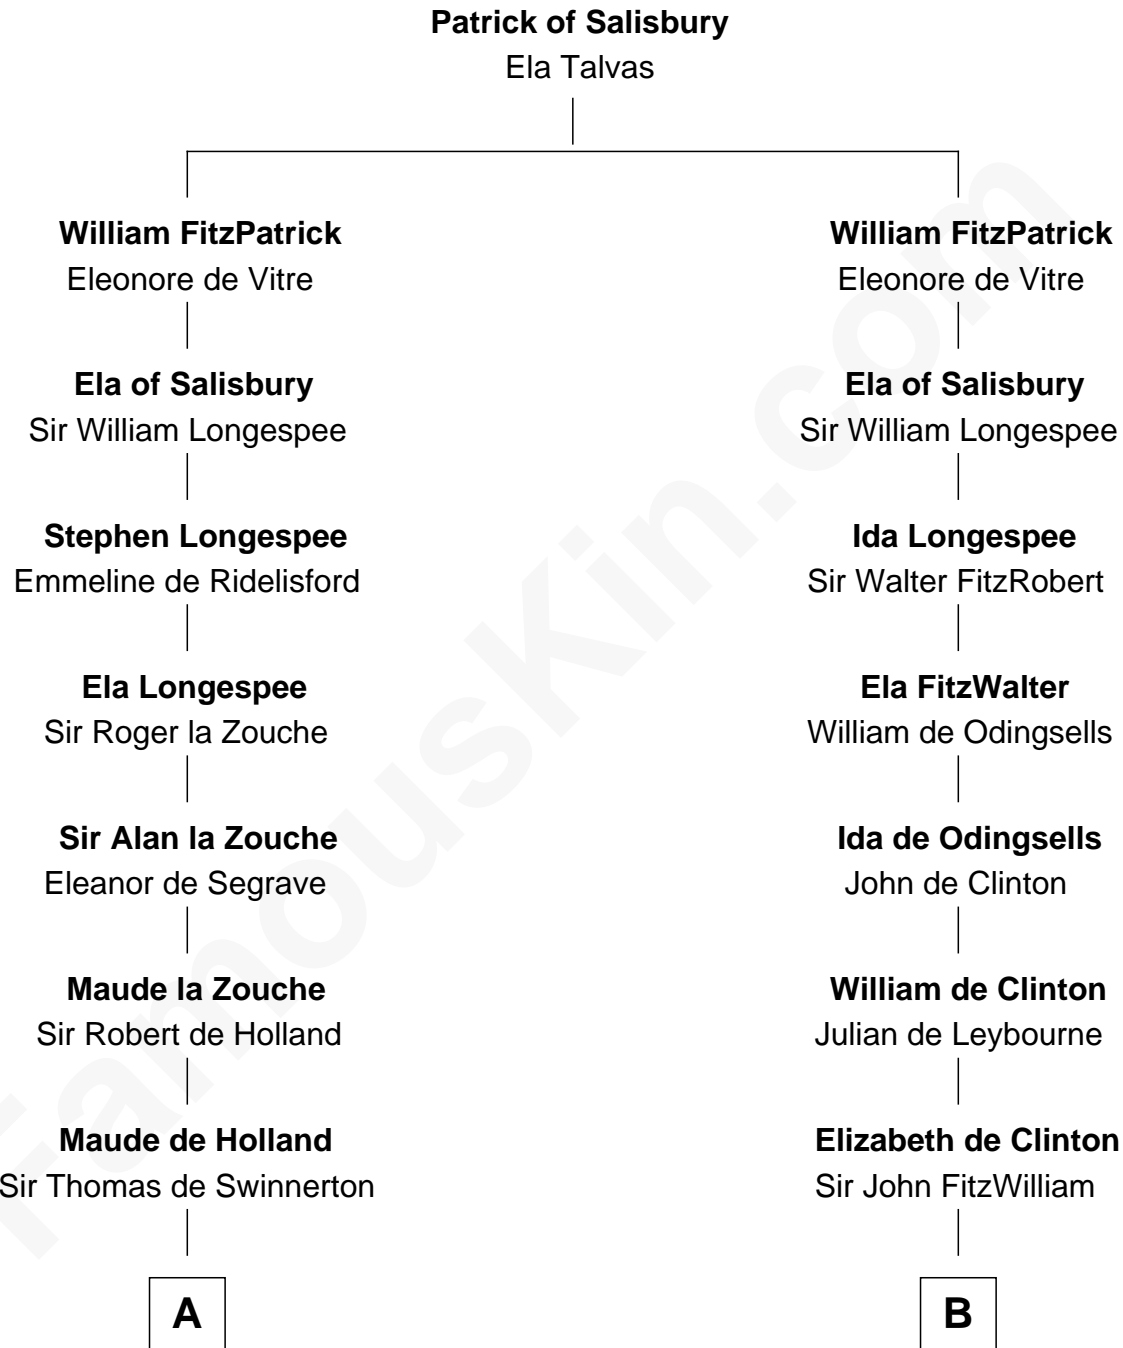 Patrick of Salisbury
Ela Talvas
William FitzPatrick
Eleonore de Vitre
Ela of Salisbury
Sir William Longespee
Stephen Longespee
Emmeline de Ridelisford
Ela Longespee
Sir Roger la Zouche
Sir Alan la Zouche
Eleanor de Segrave
Maude la Zouche
Sir Robert de Holland
Maude de Holland
Sir Thomas de Swinnerton
A
William FitzPatrick
Eleonore de Vitre
Ela of Salisbury
Sir William Longespee
Ida Longespee
Sir Walter FitzRobert
Ela FitzWalter
William de Odingsells
Ida de Odingsells
John de Clinton
William de Clinton
Julian de Leybourne
Elizabeth de Clinton
Sir John FitzWilliam
B
FamousKin.com